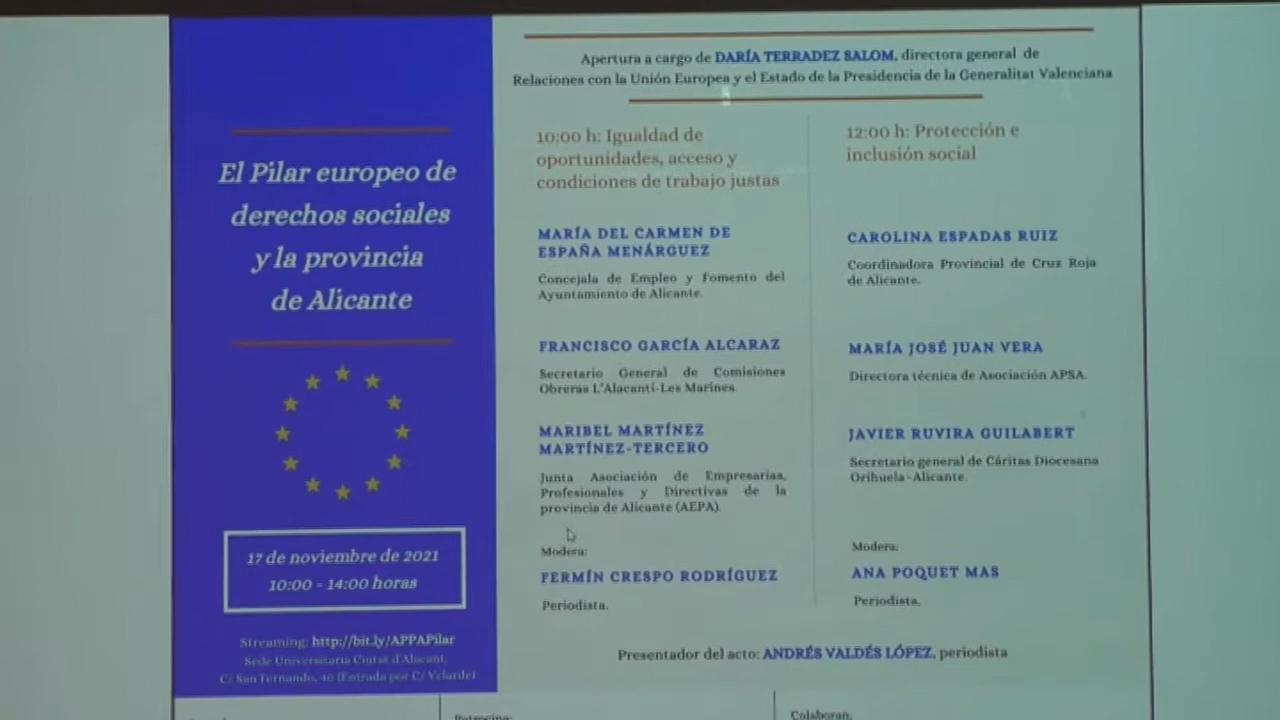 El Pilar europeo de
derechos sociales
y la provincia
de Alicante
17 de noviembre de 2021
10:00 - 14:00 horas
Streaming: http://bit.ly/APPAPilar
Sede Universitaria Ciutat d'Alacant,
C/ San Fernando, 40 (Entrada por C/ Velarde)
Apertura a cargo de DARÍA TERRADEZ SALOM, directora general de
Relaciones con la Unión Europea y el Estado de la Presidencia de la Generalitat Valenciana
10:00 h: Igualdad de
oportunidades, acceso y
condiciones de trabajo justas
MARÍA DEL CARMEN DE
ESPAÑA MENÁRGUEZ
Concejala de Empleo y Fomento del
Ayuntamiento de Alicante.
FRANCISCO GARCÍA ALCARAZ
Secretario General de Comisiones
Obreras L'Alacantí-Les Marines.
MARIBEL MARTÍNEZ
MARTÍNEZ-TERCERO
Junta Asociación de Empresarias,
Profesionales y Directivas de la
provincia de Alicante (AEPA).
Modera:
FERMÍN CRESPO RODRÍGUEZ
Periodista.
12:00 h: Protección e
inclusión social
CAROLINA ESPADAS RUIZ
Coordinadora Provincial de Cruz Roja
de Alicante.
MARÍA JOSÉ JUAN VERA
Directora técnica de Asociación APSA.
JAVIER RUVIRA GUILABERT
Secretario general de Cáritas Diocesana
Orihuela-Alicante.
Modera:
ANA POQUET MAS
Periodista.
Presentador del acto: ANDRÉS VALDÉS LÓPEZ, periodista
Patrocina:
Colaboran: